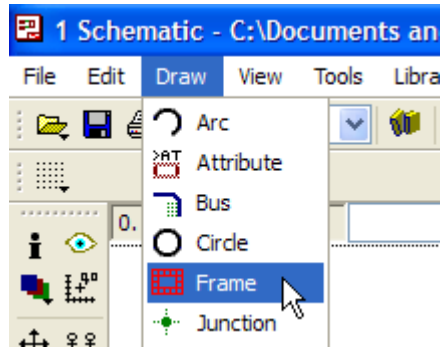 1 Schematic - C:\Documents an
File Edit Draw View Tools Libra
Arc
>AT Attribute
Bus
0.
Circle
Frame
Junction